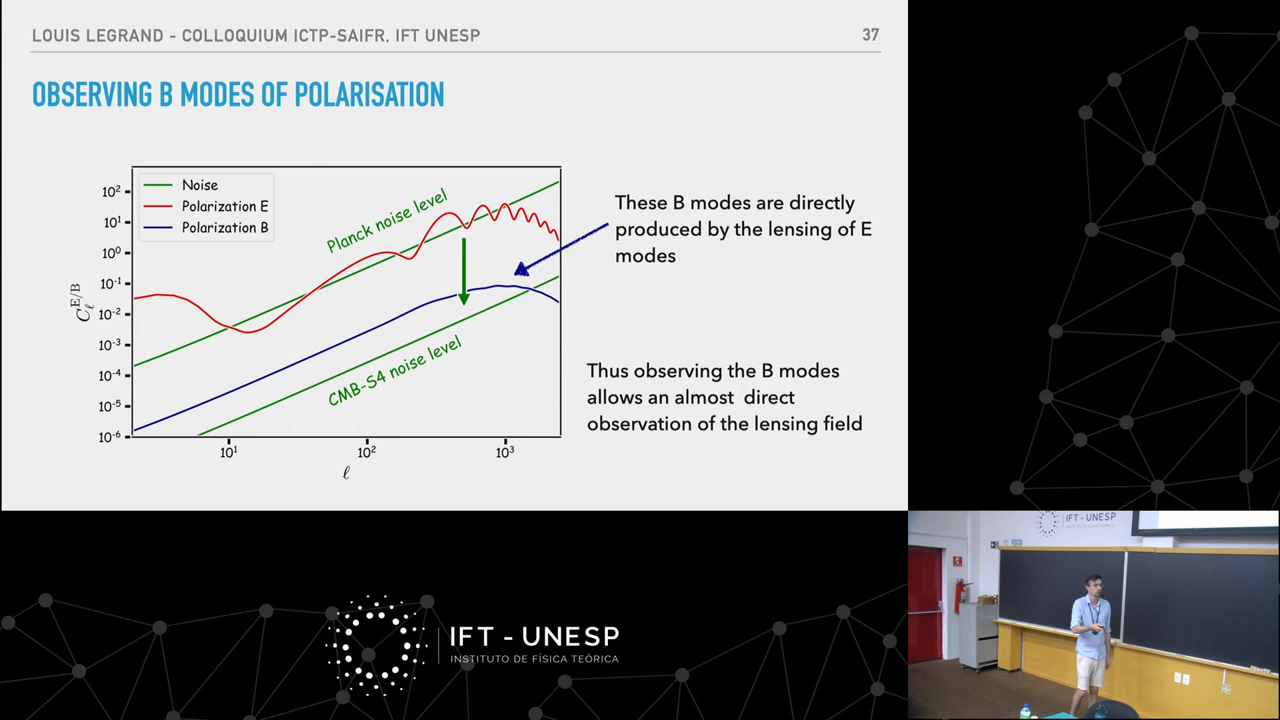 LOUIS LEGRAND - COLLOQUIUM ICTP-SAIFR, IFT UNESP
37
OBSERVING B MODES OF POLARISATION
Noise
Polarization E
Polarization B
Planck noise level
CMB-S4 noise level
10²
10¹
10⁰
10⁻¹
10⁻²
10⁻³
10⁻⁴
10⁻⁵
10⁻⁶
C_ℓ^{E/B}
10¹
10²
10³
ℓ
These B modes are directly
produced by the lensing of E
modes
Thus observing the B modes
allows an almost direct
observation of the lensing field
IFT - UNESP
IFT - UNESP
INSTITUTO DE FÍSICA TEÓRICA